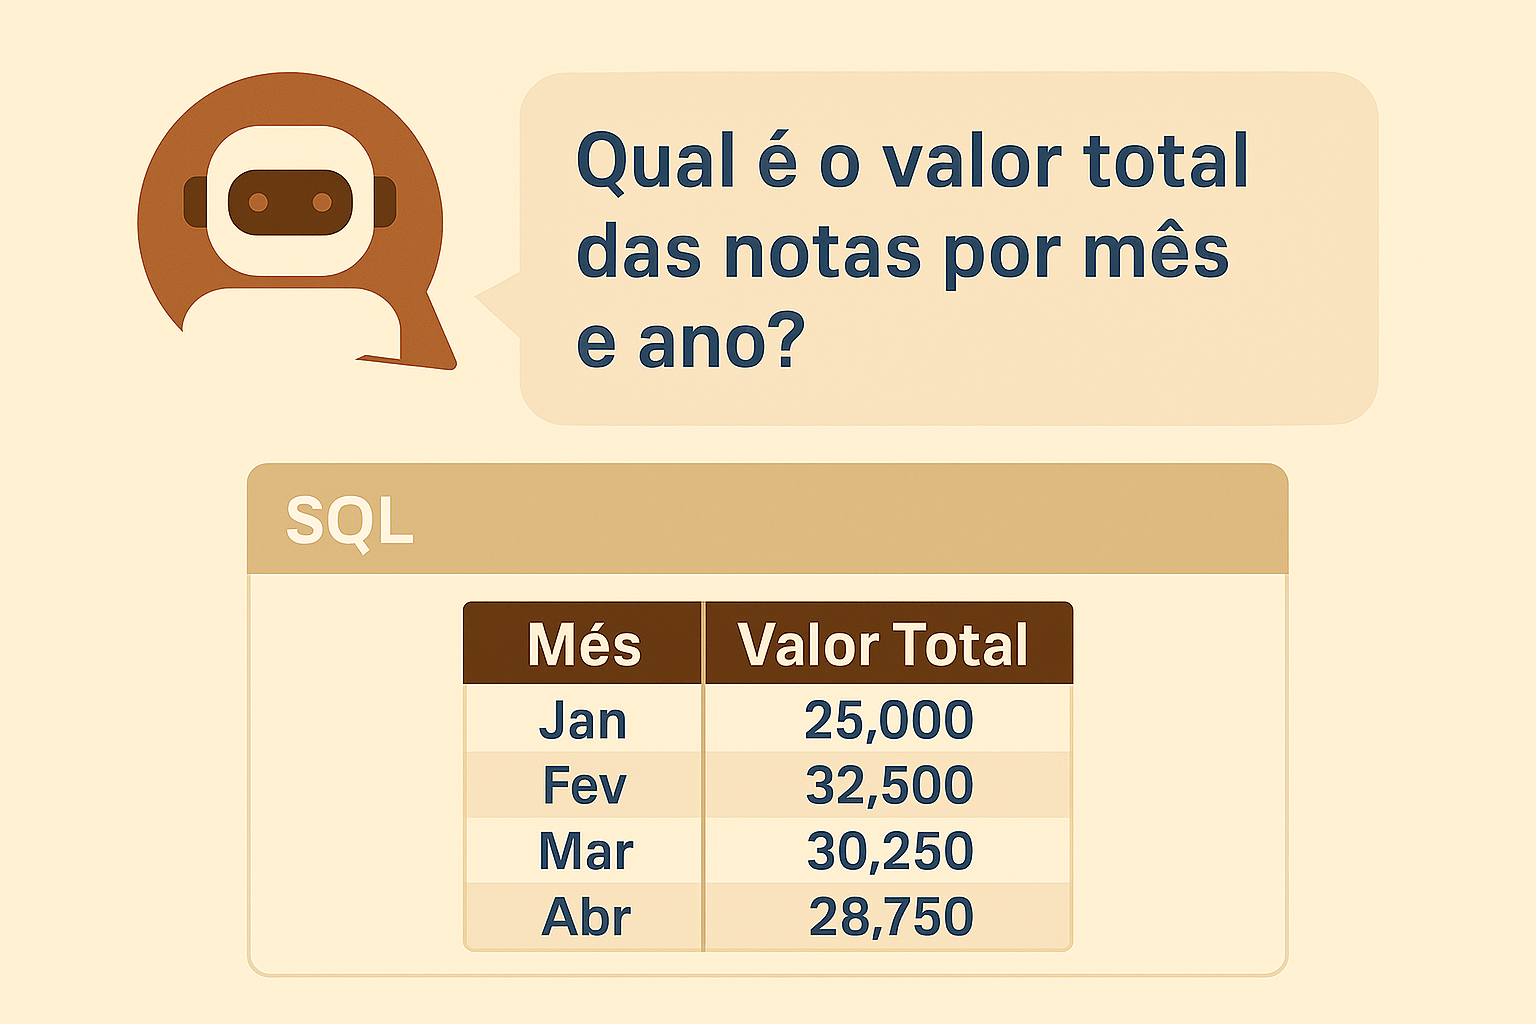 Qual é o valor total
das notas por mês
e ano?
SQL
Més Valor Total
Jan 25,000
Fev 32,500
Mar 30,250
Abr 28,750